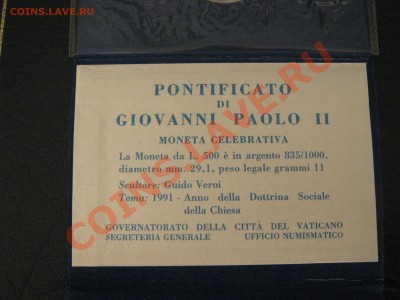 COINS.LAVE.RU
PONTIFICATO
DI
GIOVANNI PAOLO II
MONETA CELEBRATIVA
La Moneta da L. 500 è in argento 835/1000,
diametro mm. 29,1, peso legale grammi 11
Scultore: Guido Veroi
Tema: 1991 - Anno della Dottrina Sociale
della Chiesa
GOVERNATORATO DELLA CITTÀ DEL VATICANO
SEGRETERIA GENERALE UFFICIO NUMISMATICO
COINS.LAVE.RU